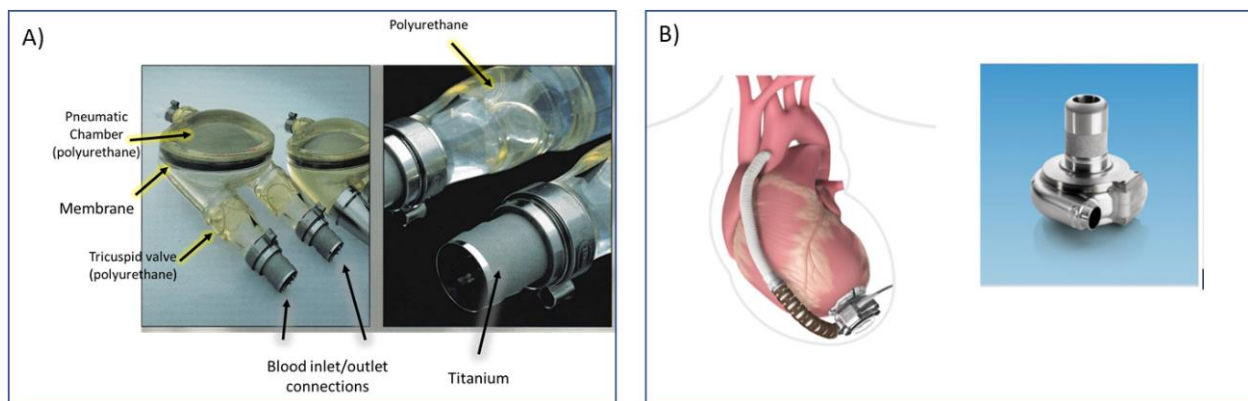 A)
Polyurethane
Pneumatic
Chamber
(polyurethane)
Membrane
Tricuspid valve
(polyurethane)
Blood inlet/outlet
connections
Titanium
B)